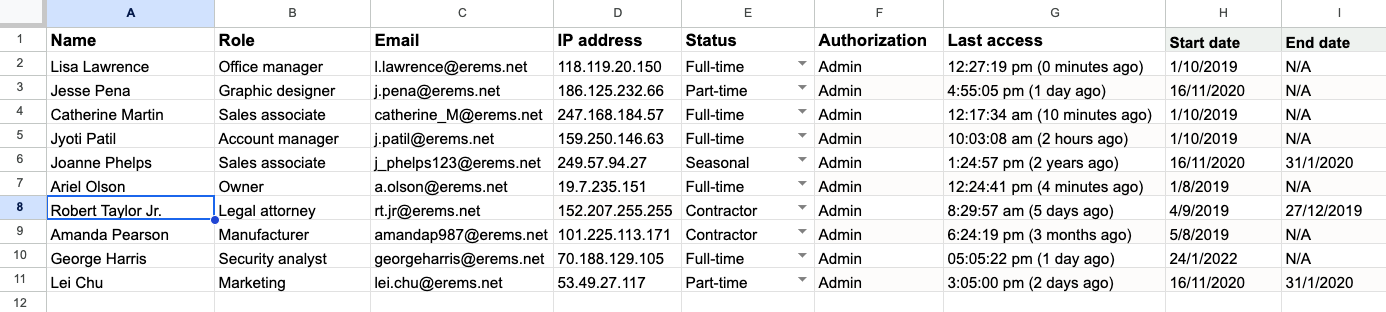 A B C D E F G H I
1 Name Role Email IP address Status Authorization Last access Start date End date
2 Lisa Lawrence Office manager l.lawrence@erems.net 118.119.20.150 Full-time Admin 12:27:19 pm (0 minutes ago) 1/10/2019 N/A
3 Jesse Pena Graphic designer j.pena@erems.net 186.125.232.66 Part-time Admin 4:55:05 pm (1 day ago) 16/11/2020 N/A
4 Catherine Martin Sales associate catherine_M@erems.net 247.168.184.57 Full-time Admin 12:17:34 am (10 minutes ago) 1/10/2019 N/A
5 Jyoti Patil Account manager j.patil@erems.net 159.250.146.63 Full-time Admin 10:03:08 am (2 hours ago) 1/10/2019 N/A
6 Joanne Phelps Sales associate j_phelps123@erems.net 249.57.94.27 Seasonal Admin 1:24:57 pm (2 years ago) 16/11/2020 31/1/2020
7 Ariel Olson Owner a.olson@erems.net 19.7.235.151 Full-time Admin 12:24:41 pm (4 minutes ago) 1/8/2019 N/A
8 Robert Taylor Jr. Legal attorney rt.jr@erems.net 152.207.255.255 Contractor Admin 8:29:57 am (5 days ago) 4/9/2019 27/12/2019
9 Amanda Pearson Manufacturer amandap987@erems.net 101.225.113.171 Contractor Admin 6:24:19 pm (3 months ago) 5/8/2019 N/A
10 George Harris Security analyst georgeharris@erems.net 70.188.129.105 Full-time Admin 05:05:22 pm (1 day ago) 24/1/2022 N/A
11 Lei Chu Marketing lei.chu@erems.net 53.49.27.117 Part-time Admin 3:05:00 pm (2 days ago) 16/11/2020 31/1/2020
12